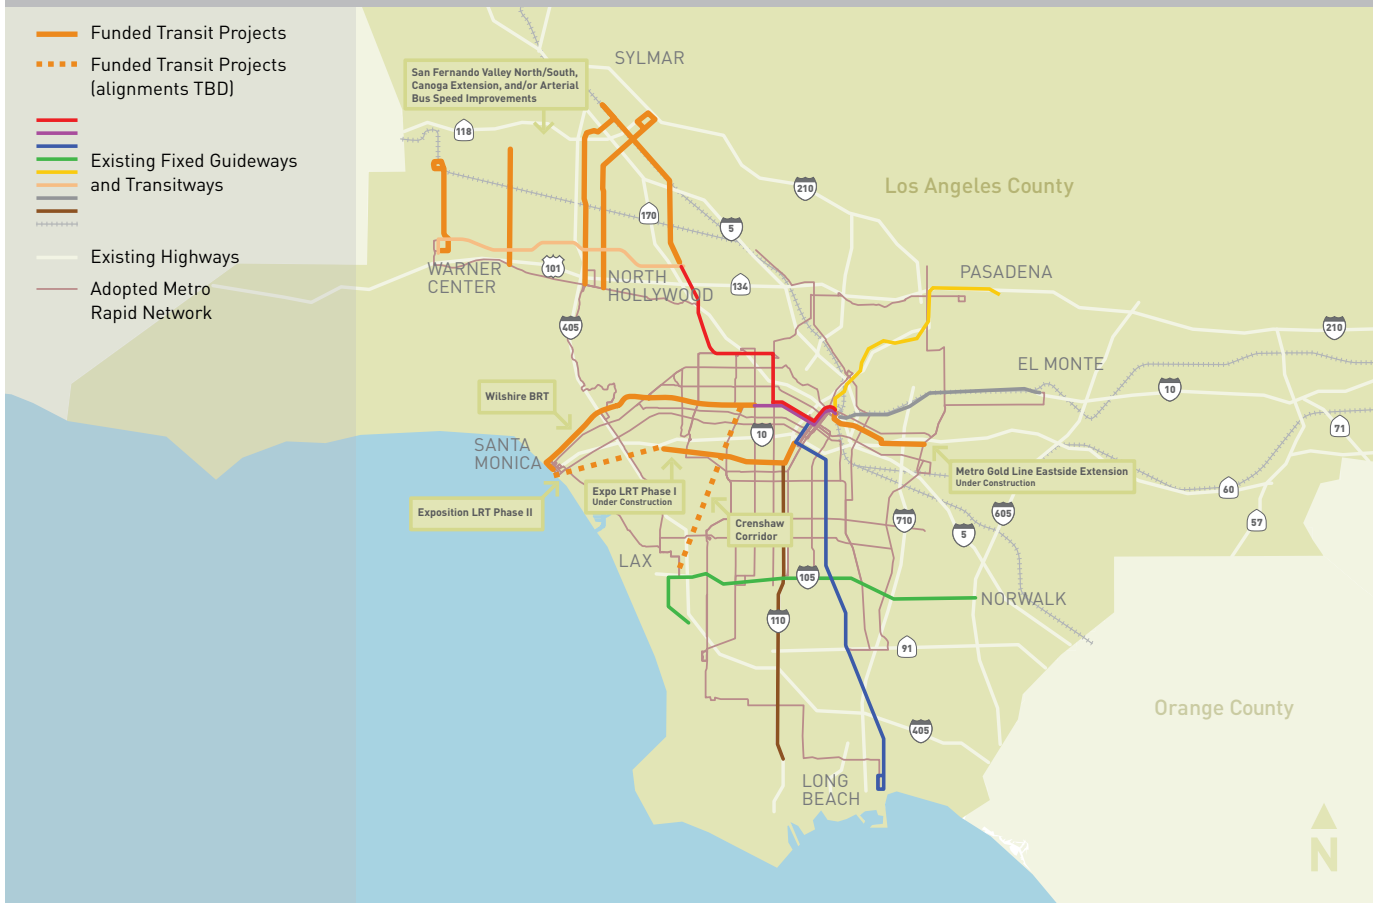 Funded Transit Projects
Funded Transit Projects
(alignments TBD)
Existing Fixed Guideways
and Transitways
Existing Highways
Adopted Metro
Rapid Network
SYLMAR
San Fernando Valley North/South,
Canoga Extension, and/or Arterial
Bus Speed Improvements
118
210
Los Angeles County
170
5
WARNER
CENTER
101
NORTH
HOLLYWOOD
134
PASADENA
405
210
EL MONTE
10
Wilshire BRT
71
SANTA
MONICA
10
Metro Gold Line Eastside Extension
Under Construction
60
Expo LRT Phase I
Under Construction
Exposition LRT Phase II
Crenshaw
Corridor
710
605
5
57
LAX
105
NORWALK
110
91
Orange County
405
LONG
BEACH
N